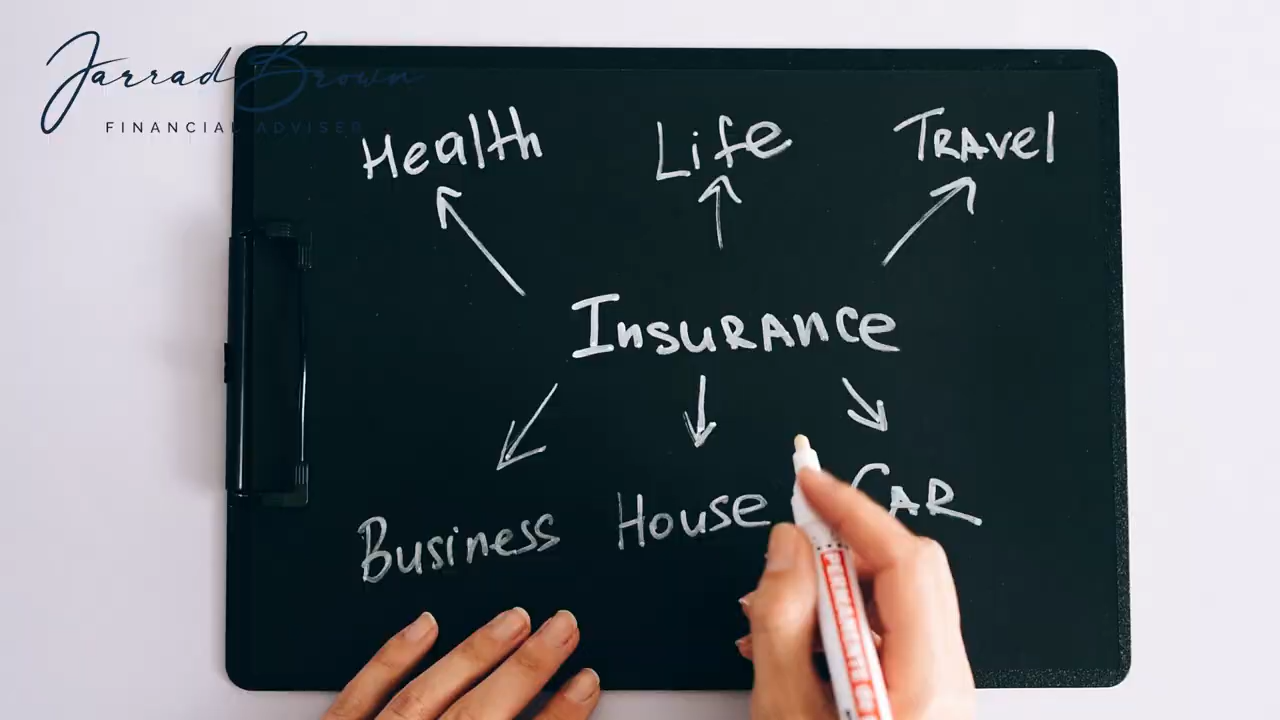 Jarrad Brown
FINANCIAL ADVISER
Health Life Travel
Insurance
Business House Car